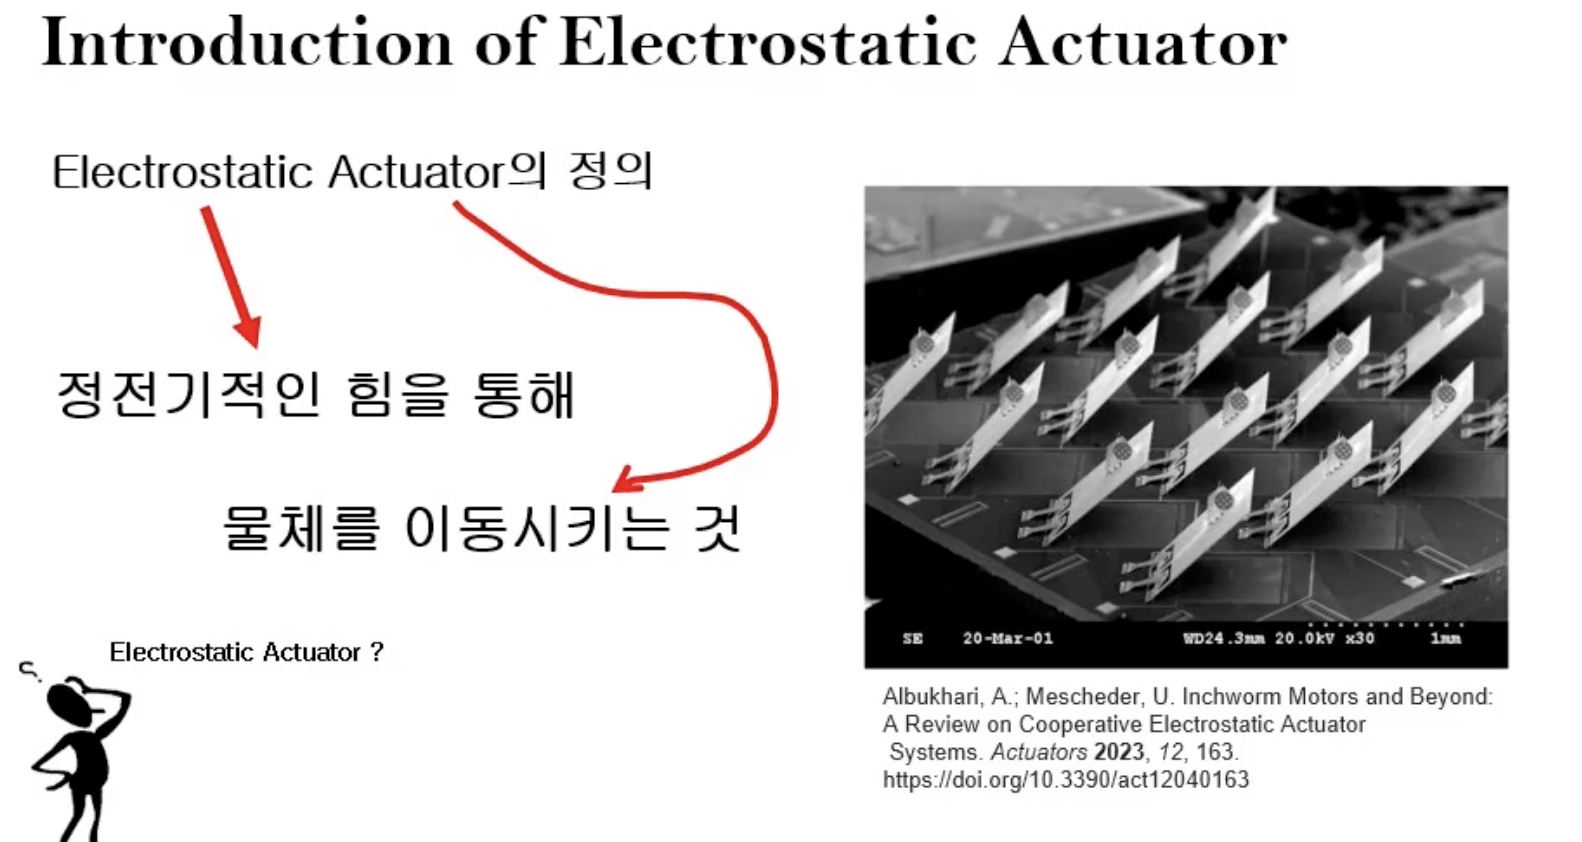 Introduction of Electrostatic Actuator
Electrostatic Actuator의 정의
정전기적인 힘을 통해
물체를 이동시키는 것
Electrostatic Actuator ?
SE 20-Mar-01 WD24.3mm 20.0kV x30 1mm
Albukhari, A.; Mescheder, U. Inchworm Motors and Beyond:
A Review on Cooperative Electrostatic Actuator
Systems. Actuators 2023, 12, 163.
https://doi.org/10.3390/act12040163